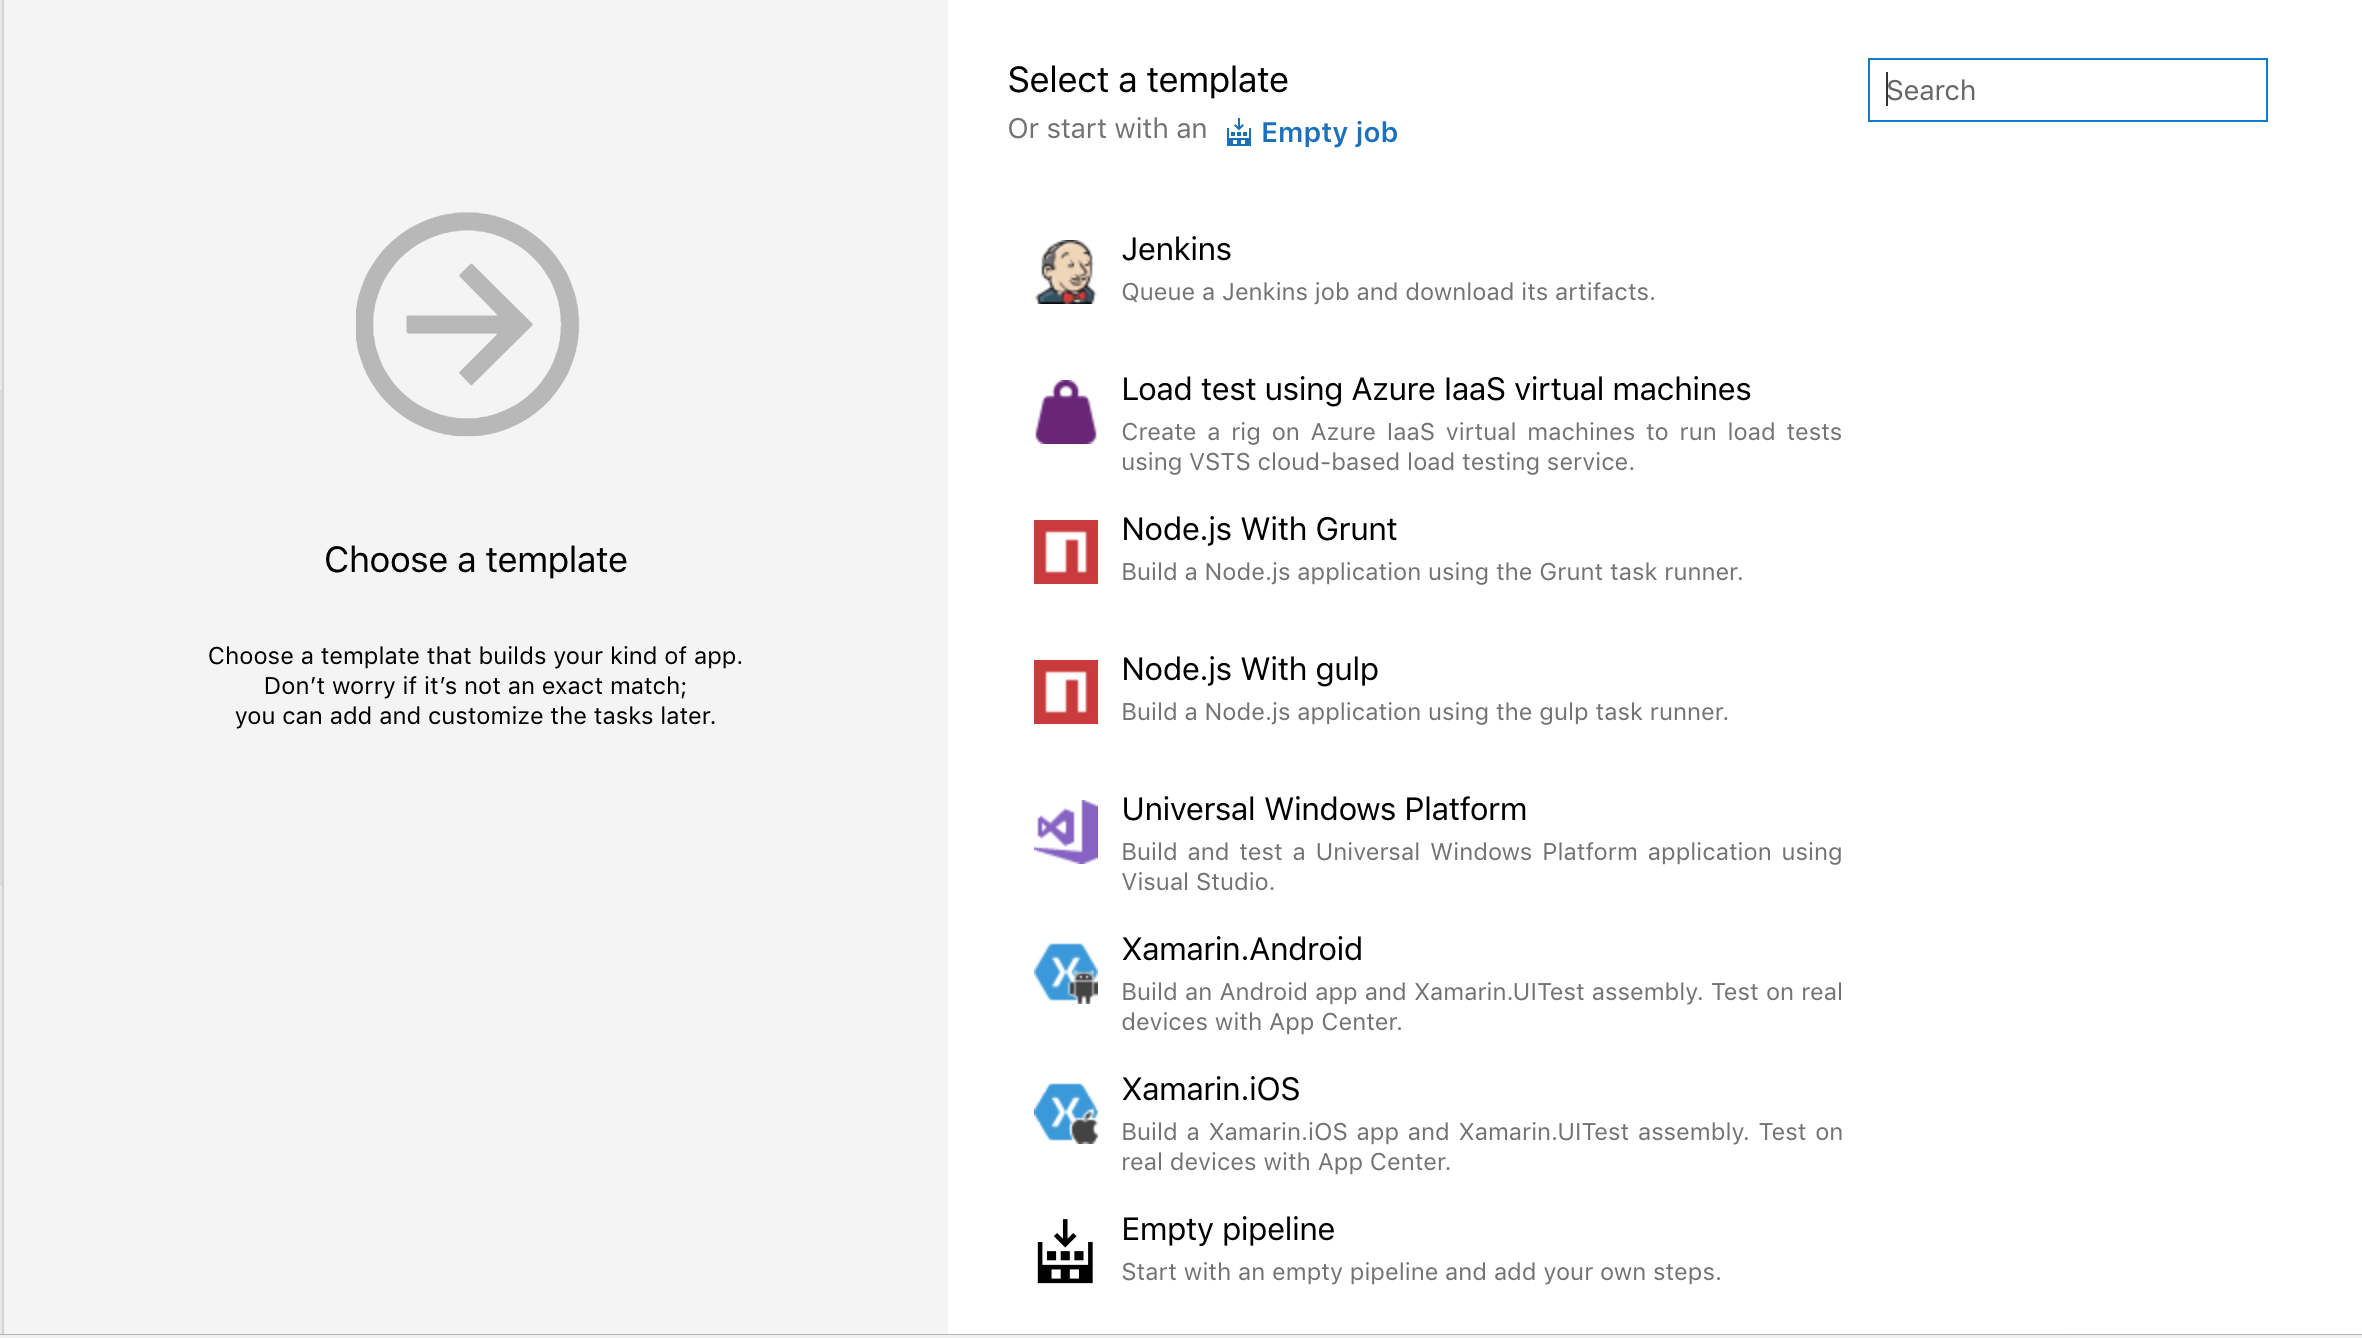 Choose a template
Choose a template that builds your kind of app.
Don’t worry if it’s not an exact match;
you can add and customize the tasks later.
Select a template
Or start with an Empty job
Search
Jenkins
Queue a Jenkins job and download its artifacts.
Load test using Azure IaaS virtual machines
Create a rig on Azure IaaS virtual machines to run load tests
using VSTS cloud-based load testing service.
Node.js With Grunt
Build a Node.js application using the Grunt task runner.
Node.js With gulp
Build a Node.js application using the gulp task runner.
Universal Windows Platform
Build and test a Universal Windows Platform application using
Visual Studio.
Xamarin.Android
Build an Android app and Xamarin.UITest assembly. Test on real
devices with App Center.
Xamarin.iOS
Build a Xamarin.iOS app and Xamarin.UITest assembly. Test on
real devices with App Center.
Empty pipeline
Start with an empty pipeline and add your own steps.